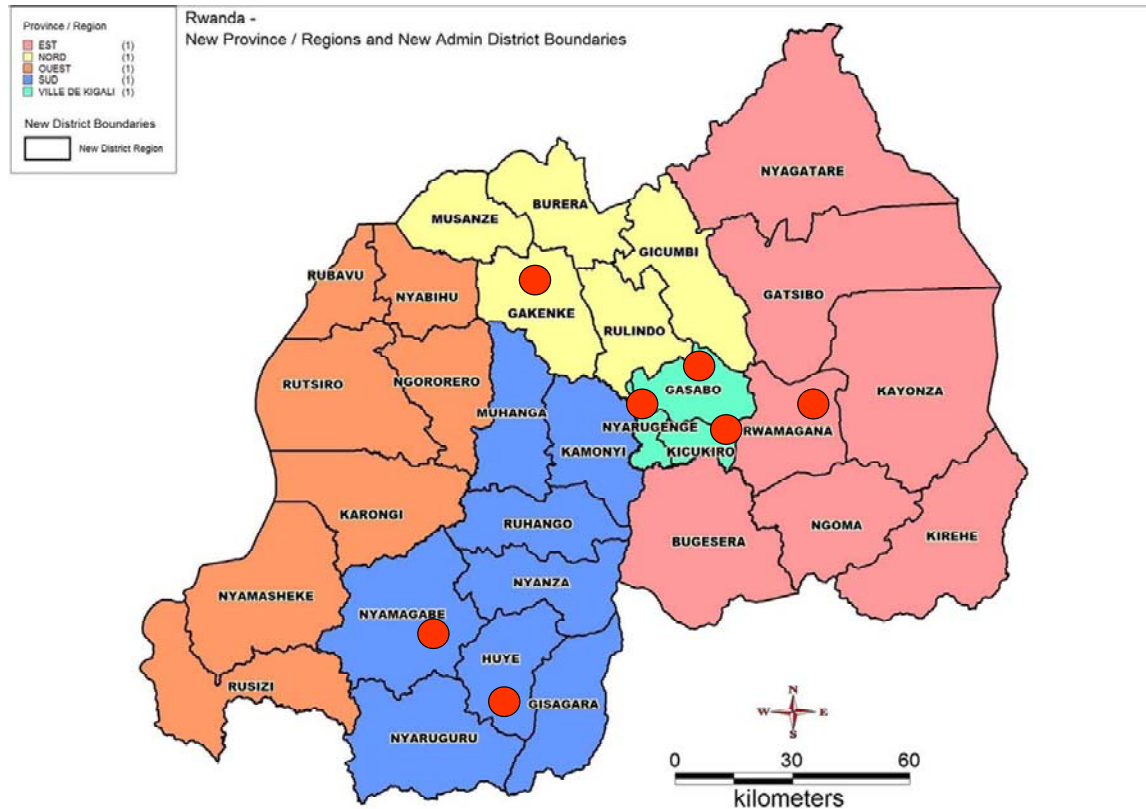 Province / Region
EST (1)
NORD (1)
OUEST (1)
SUD (1)
VILLE DE KIGALI (1)
New District Boundaries
New District Region
Rwanda -
New Province / Regions and New Admin District Boundaries
NYAGATARE
BURERA
MUSANZE
GICUMBI
RUBAVU
NYABIHU
GATSIBO
GAKENKE
RULINDO
RUTSIRO
NGORORERO
GASABO
KAYONZA
MUHANGA
NYARUGENGE
RWAMAGANA
KAMONYI
KICUKIRO
KARONGI
RUHANGO
NGOMA
KIREHE
BUGESERA
NYANZA
NYAMASHEKE
NYAMAGABE
HUYE
RUSIZI
GISAGARA
NYARUGURU
N
W E
S
0 30 60
kilometers